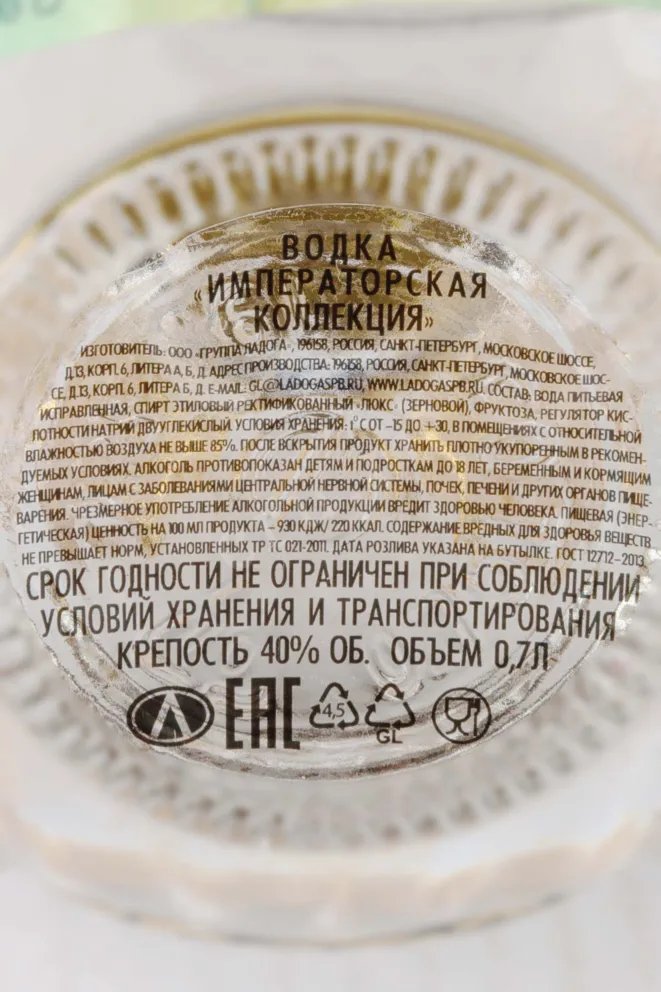 ВОДКА
«ИМПЕРАТОРСКАЯ
КОЛЛЕКЦИЯ»
ИЗГОТОВИТЕЛЬ: ООО «ГРУППА ЛАДОГА», 196158, РОССИЯ, САНКТ-ПЕТЕРБУРГ, МОСКОВСКОЕ ШОССЕ,
Д.13, КОРП. 6, ЛИТЕРА А, Б, Д. АДРЕС ПРОИЗВОДСТВА: 196158, РОССИЯ, САНКТ-ПЕТЕРБУРГ, МОСКОВСКОЕ ШОС-
СЕ, Д.13, КОРП. 6, ЛИТЕРА Б, Д. E-MAIL: GL@LADOGASPB.RU, WWW.LADOGASPB.RU. СОСТАВ: ВОДА ПИТЬЕВАЯ
ИСПРАВЛЕННАЯ, СПИРТ ЭТИЛОВЫЙ РЕКТИФИКОВАННЫЙ «ЛЮКС» (ЗЕРНОВОЙ), ФРУКТОЗА, РЕГУЛЯТОР КИС-
ЛОТНОСТИ НАТРИЙ ДВУУГЛЕКИСЛЫЙ. УСЛОВИЯ ХРАНЕНИЯ: t°С ОТ -15 ДО +30, В ПОМЕЩЕНИЯХ С ОТНОСИТЕЛЬНОЙ
ВЛАЖНОСТЬЮ ВОЗДУХА НЕ ВЫШЕ 85%. ПОСЛЕ ВСКРЫТИЯ ПРОДУКТ ХРАНИТЬ ПЛОТНО УКУПОРЕННЫМ В РЕКОМЕН-
ДУЕМЫХ УСЛОВИЯХ. АЛКОГОЛЬ ПРОТИВОПОКАЗАН ДЕТЯМ И ПОДРОСТКАМ ДО 18 ЛЕТ, БЕРЕМЕННЫМ И КОРМЯЩИМ
ЖЕНЩИНАМ, ЛИЦАМ С ЗАБОЛЕВАНИЯМИ ЦЕНТРАЛЬНОЙ НЕРВНОЙ СИСТЕМЫ, ПОЧЕК, ПЕЧЕНИ И ДРУГИХ ОРГАНОВ ПИЩЕ-
ВАРЕНИЯ. ЧРЕЗМЕРНОЕ УПОТРЕБЛЕНИЕ АЛКОГОЛЬНОЙ ПРОДУКЦИИ ВРЕДИТ ЗДОРОВЬЮ ЧЕЛОВЕКА. ПИЩЕВАЯ (ЭНЕР-
ГЕТИЧЕСКАЯ) ЦЕННОСТЬ НА 100 МЛ ПРОДУКТА – 930 КДЖ/ 220 ККАЛ. СОДЕРЖАНИЕ ВРЕДНЫХ ДЛЯ ЗДОРОВЬЯ ВЕЩЕСТВ
НЕ ПРЕВЫШАЕТ НОРМ, УСТАНОВЛЕННЫХ ТР ТС 021-2011. ДАТА РОЗЛИВА УКАЗАНА НА БУТЫЛКЕ. ГОСТ 12712-2013.
СРОК ГОДНОСТИ НЕ ОГРАНИЧЕН ПРИ СОБЛЮДЕНИИ
УСЛОВИЙ ХРАНЕНИЯ И ТРАНСПОРТИРОВАНИЯ
КРЕПОСТЬ 40% ОБ. ОБЪЕМ 0,7Л
ЕАС 4,5 GL